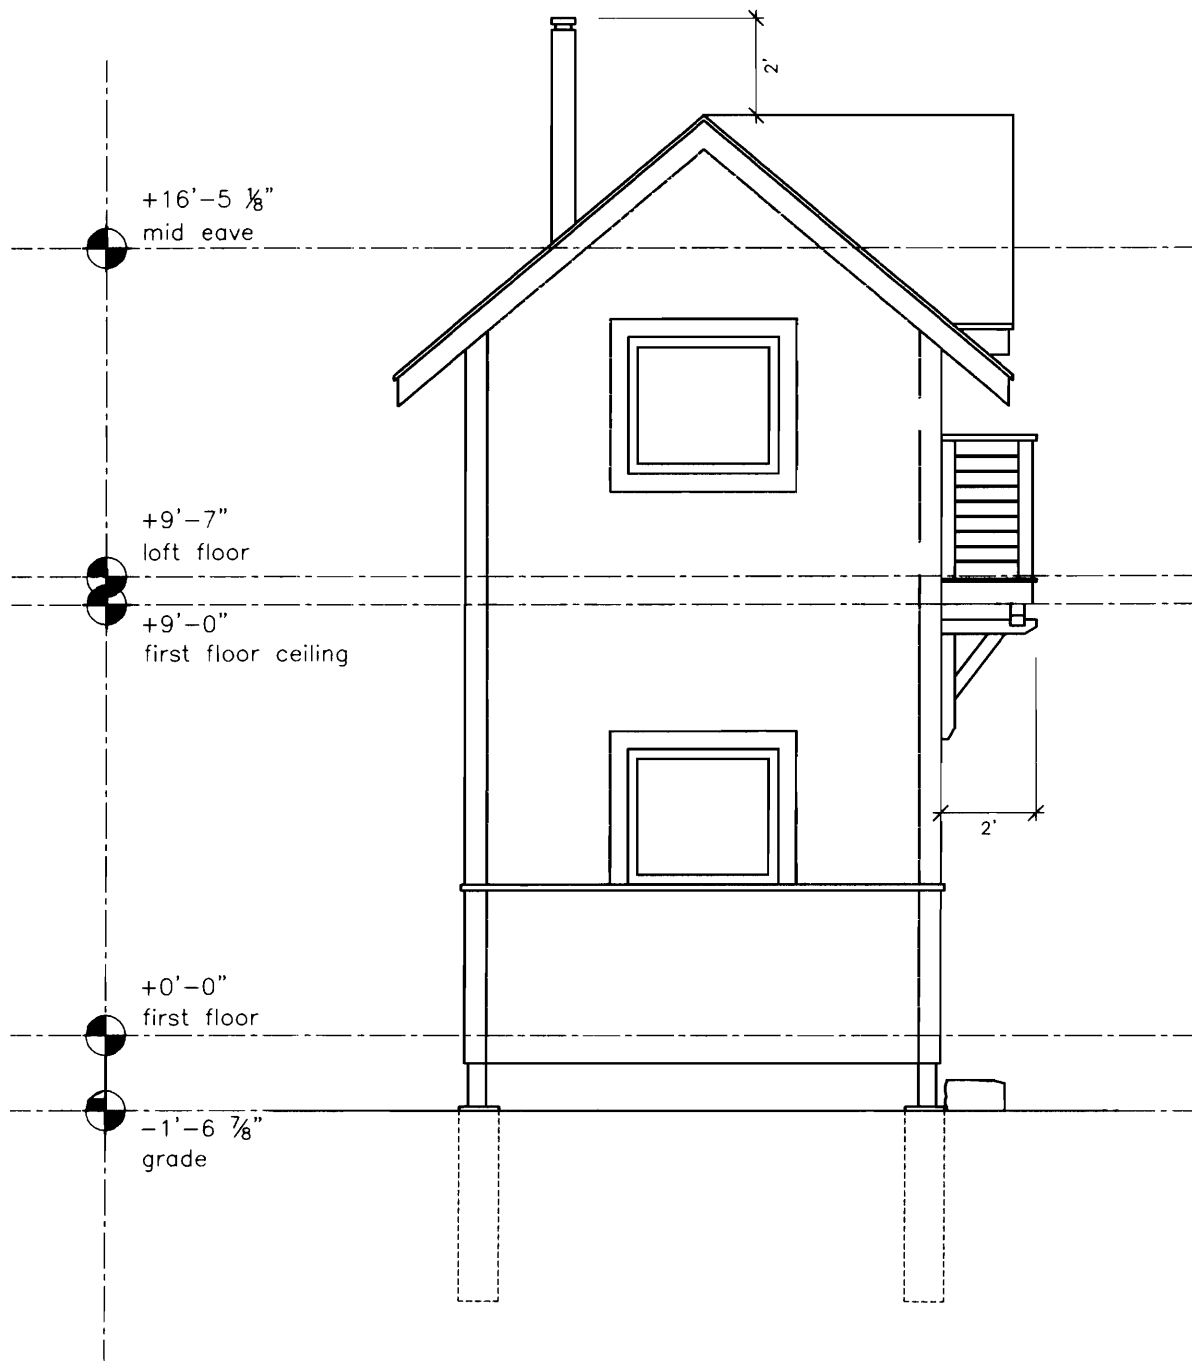 2'
+16'-5 ⅛"
mid eave
+9'-7"
loft floor
+9'-0"
first floor ceiling
2'
+0'-0"
first floor
-1'-6 ⅞"
grade